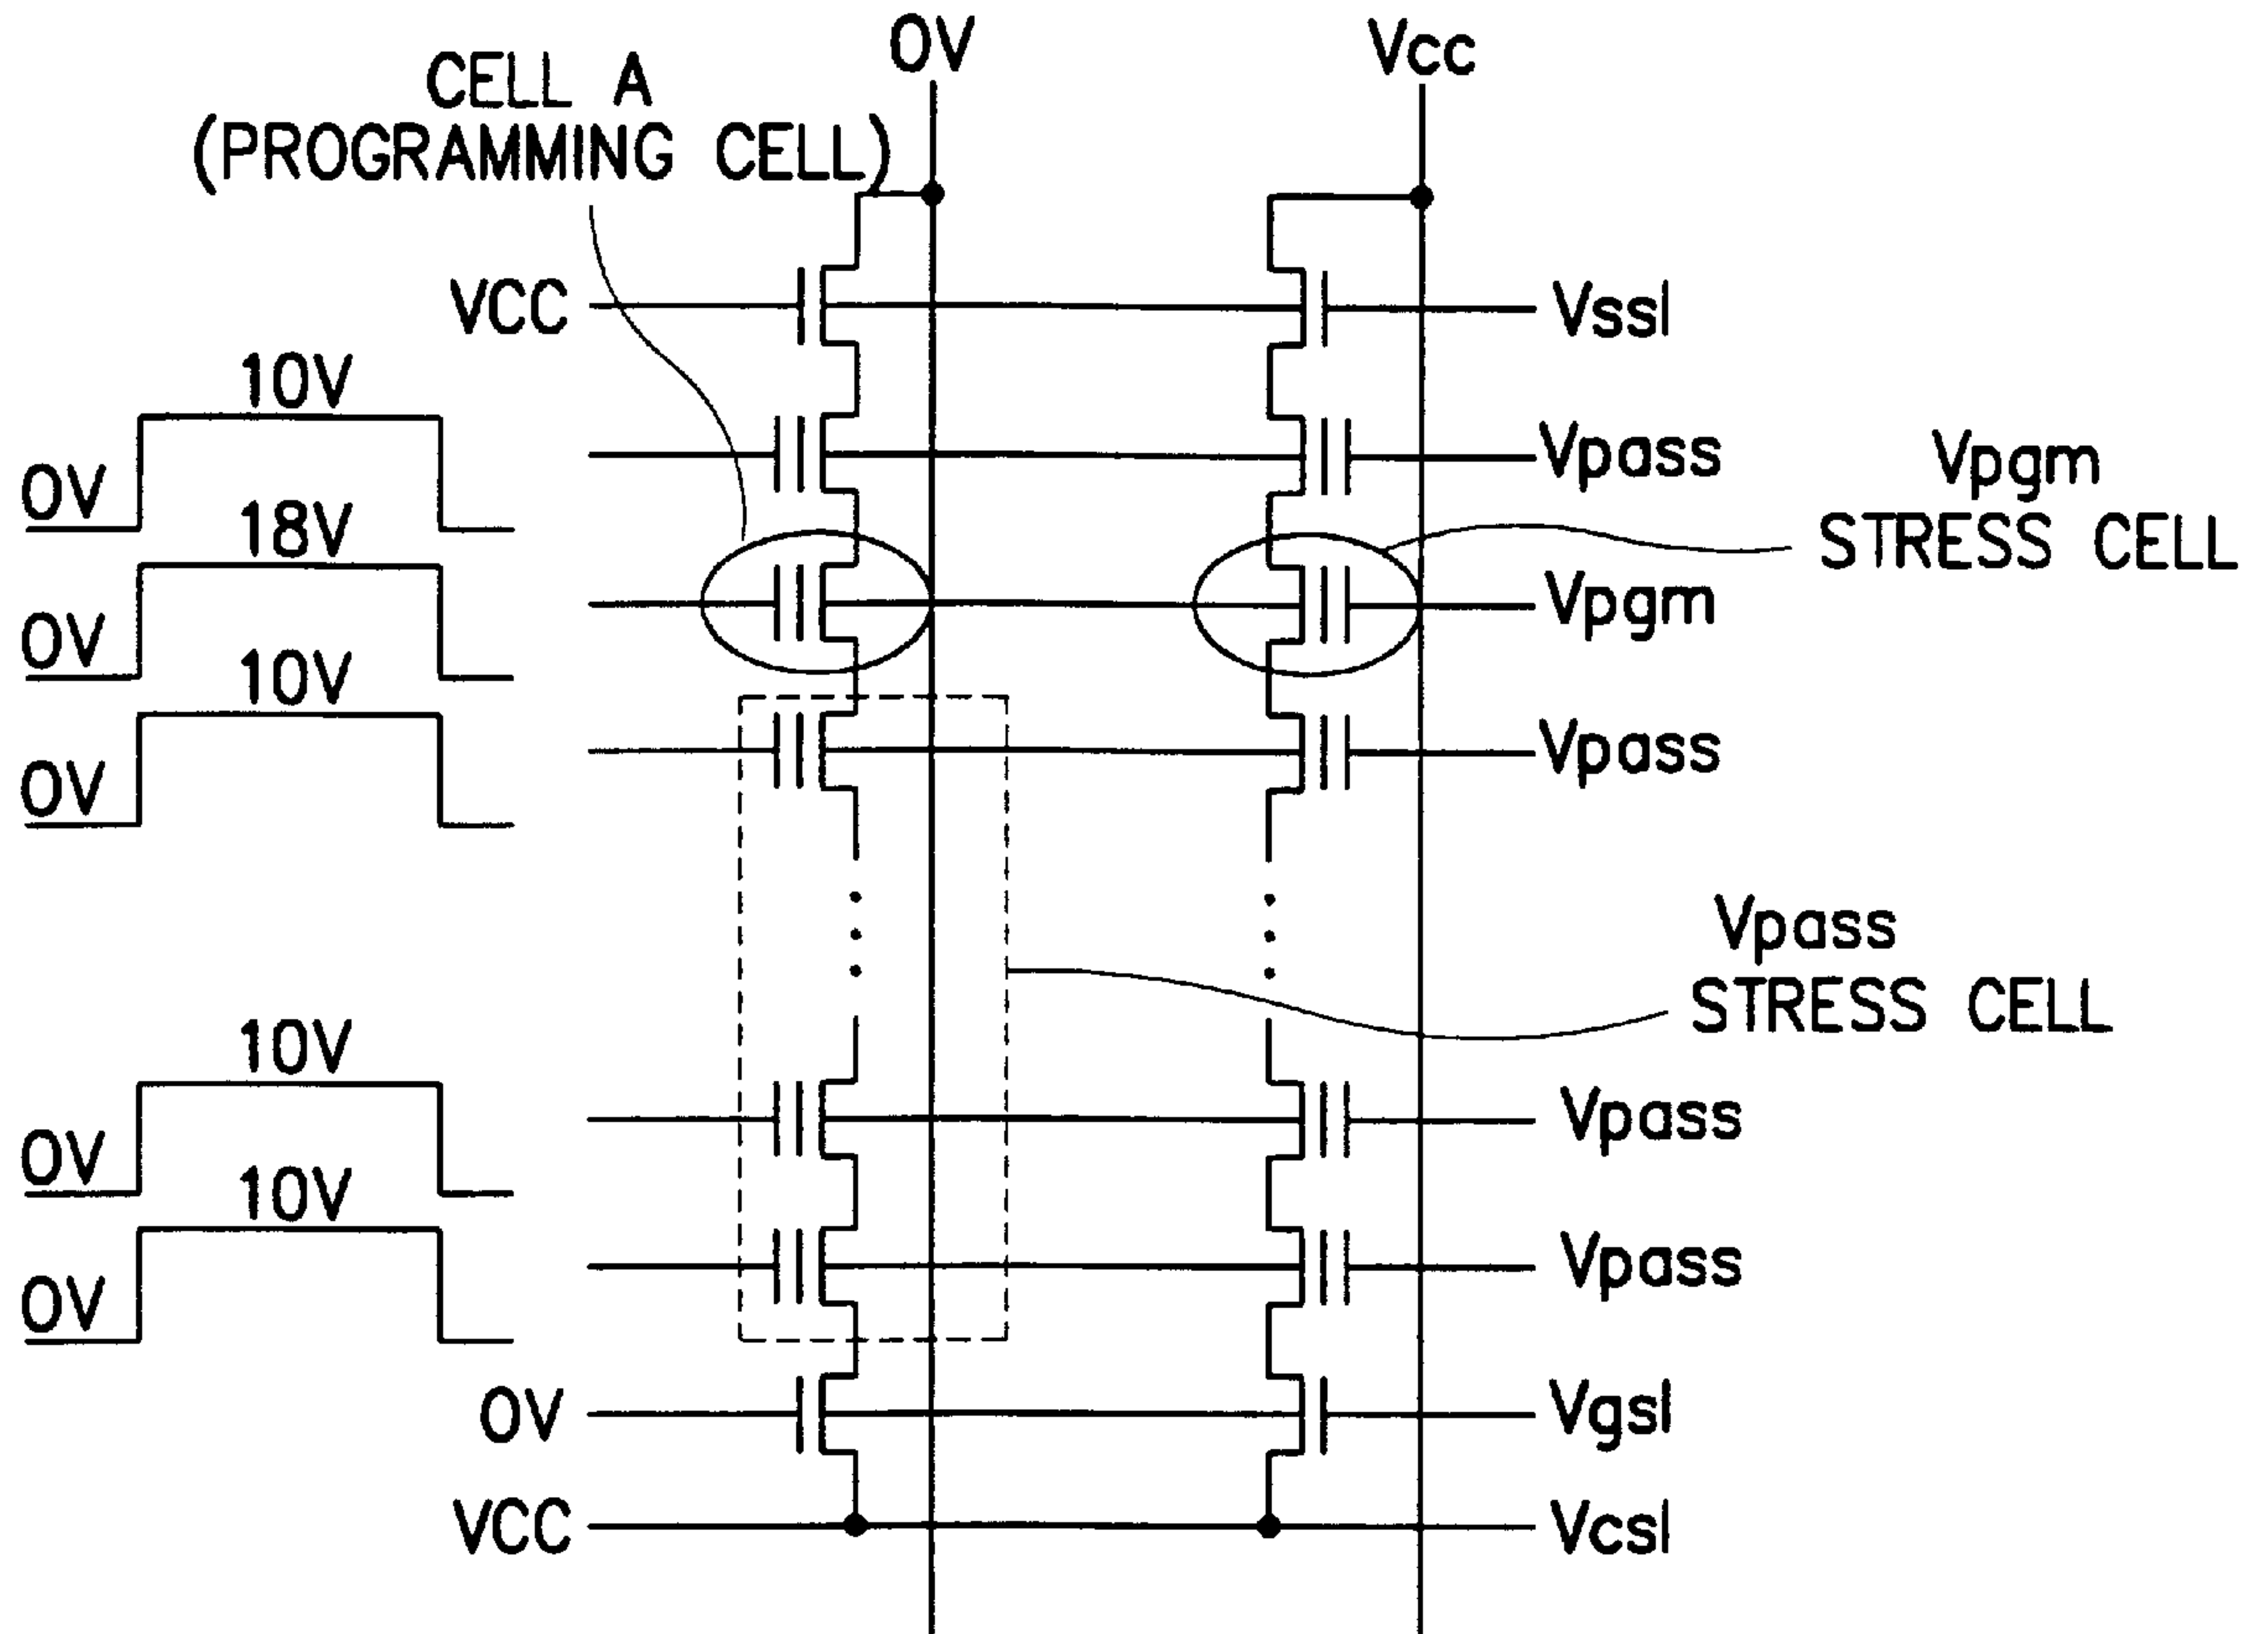 0V
Vcc
CELL A
(PROGRAMMING CELL)
VCC
Vssl
10V
0V
Vpass
Vpgm
STRESS CELL
18V
0V
Vpgm
10V
0V
Vpass
Vpass
STRESS CELL
10V
0V
Vpass
10V
0V
Vpass
0V
Vgsl
VCC
Vcsl